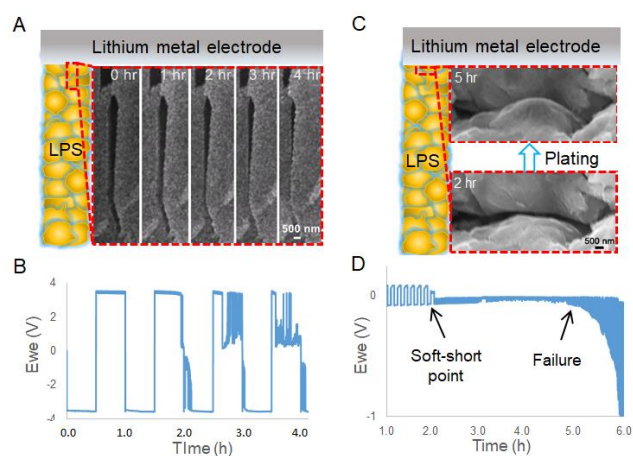 A
Lithium metal electrode
0 hr 1 hr 2 hr 3 hr 4 hr
LPS
500 nm
B
4
2
0
-2
-4
Ewe (V)
0.0 1.0 2.0 3.0 4.0
TIme (h)
C
Lithium metal electrode
5 hr
LPS
Plating
2 hr
500 nm
D
0
-1
Ewe (V)
Soft-short
point
Failure
1.0 2.0 3.0 4.0 5.0 6.0
Time (h)